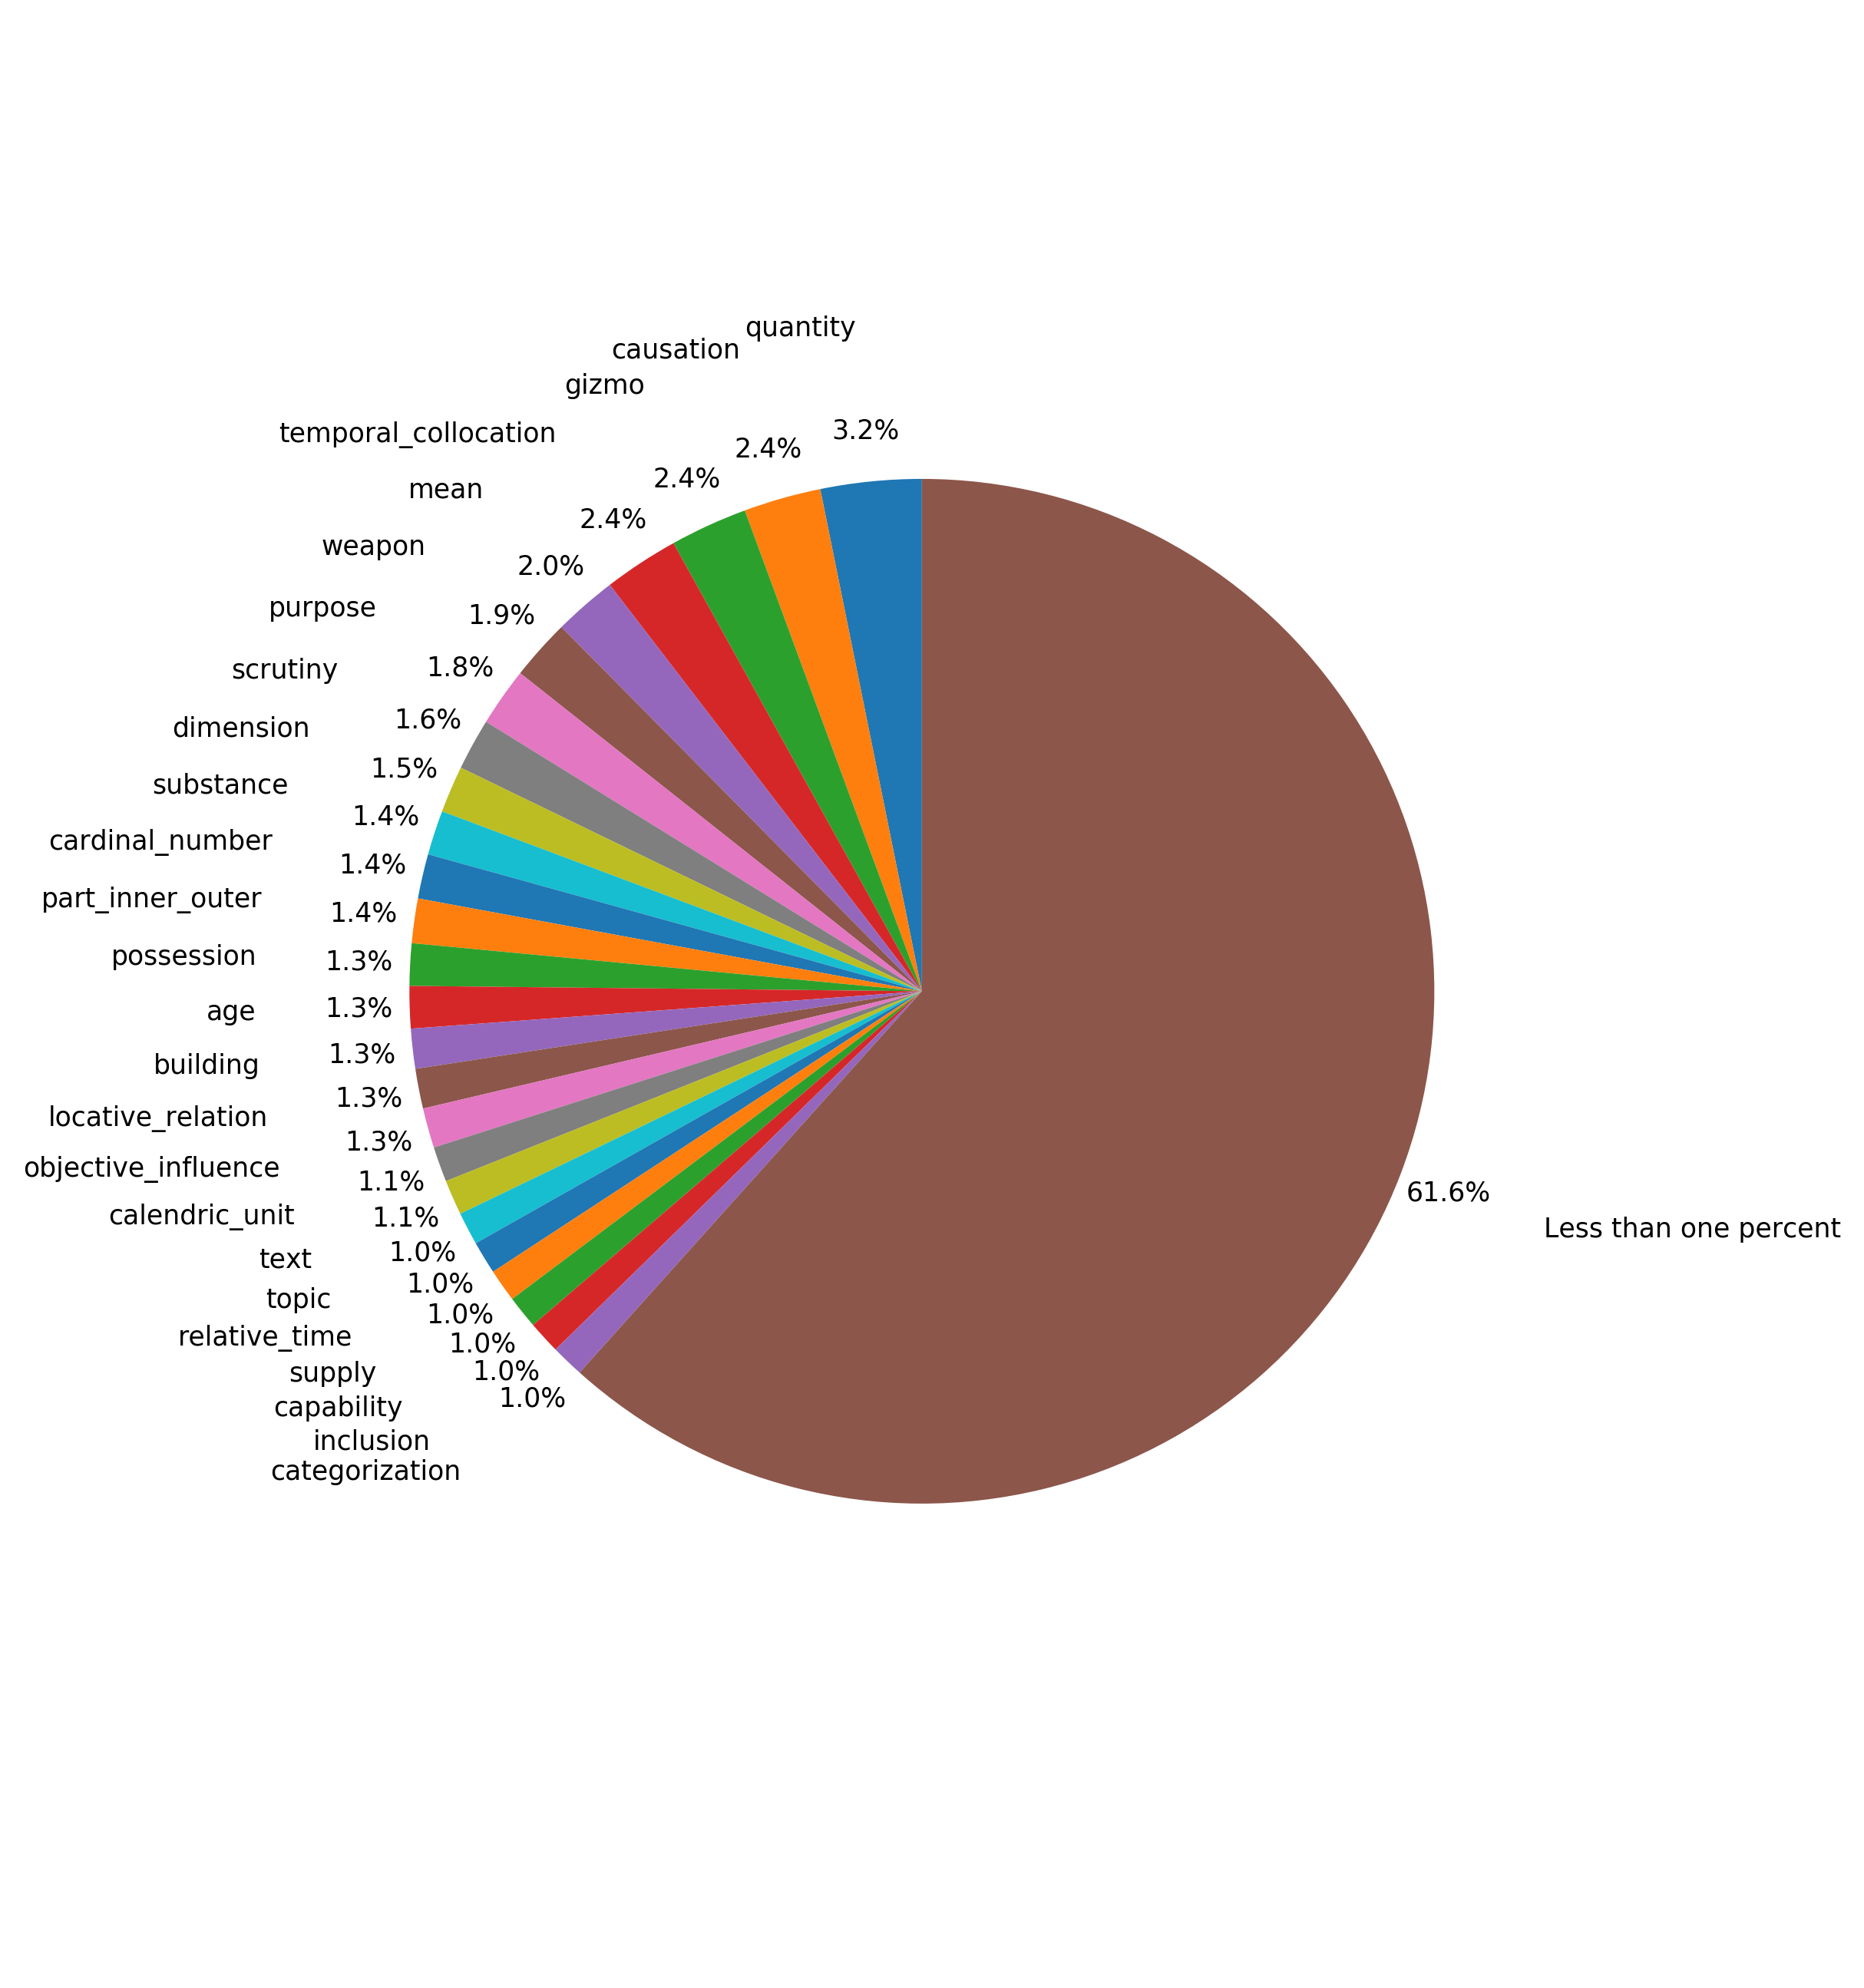 quantity
causation
gizmo
temporal_collocation
mean
weapon
purpose
scrutiny
dimension
substance
cardinal_number
part_inner_outer
possession
age
building
locative_relation
objective_influence
calendric_unit
text
topic
relative_time
supply
capability
inclusion
categorization
Less than one percent
3.2%
2.4%
2.4%
2.4%
2.0%
1.9%
1.8%
1.6%
1.5%
1.4%
1.4%
1.4%
1.3%
1.3%
1.3%
1.3%
1.3%
1.1%
1.1%
1.0%
1.0%
1.0%
1.0%
1.0%
1.0%
61.6%